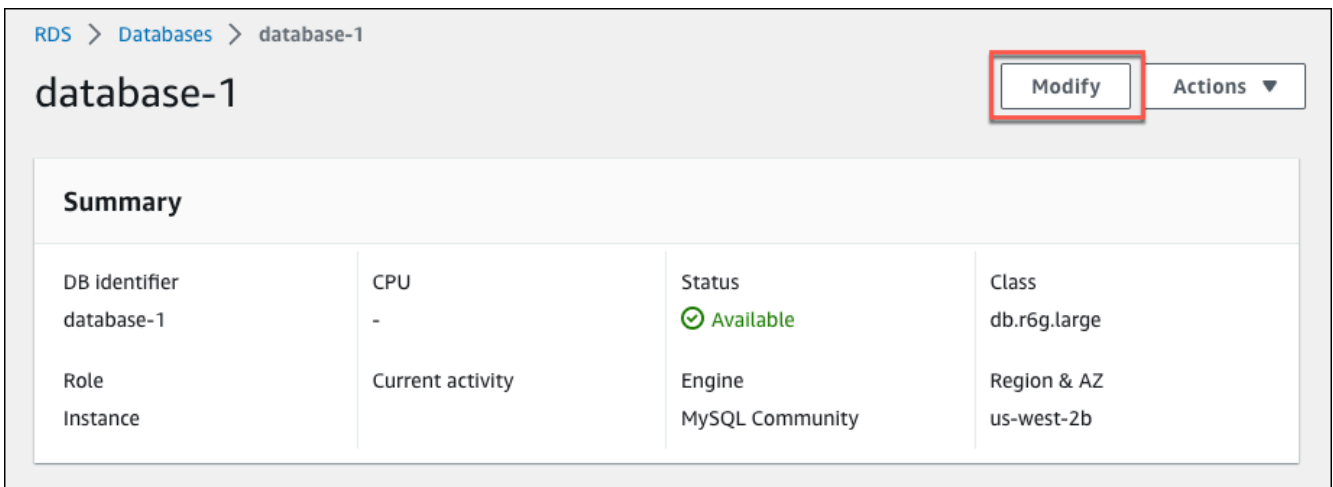 RDS > Databases > database-1
database-1
Modify
Actions ▼
Summary
DB identifier
database-1
CPU
-
Status
Available
Class
db.r6g.large
Role
Instance
Current activity
Engine
MySQL Community
Region & AZ
us-west-2b